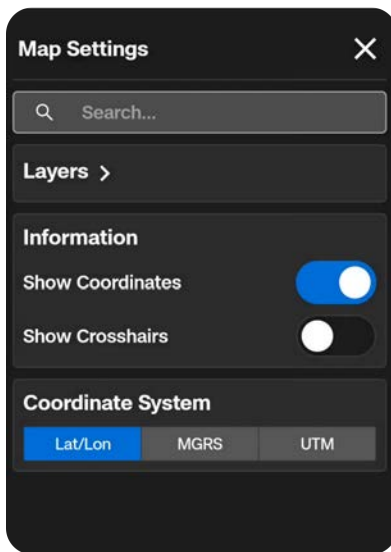 Map Settings
Search...
Layers
Information
Show Coordinates
Show Crosshairs
Coordinate System
Lat/Lon MGRS UTM